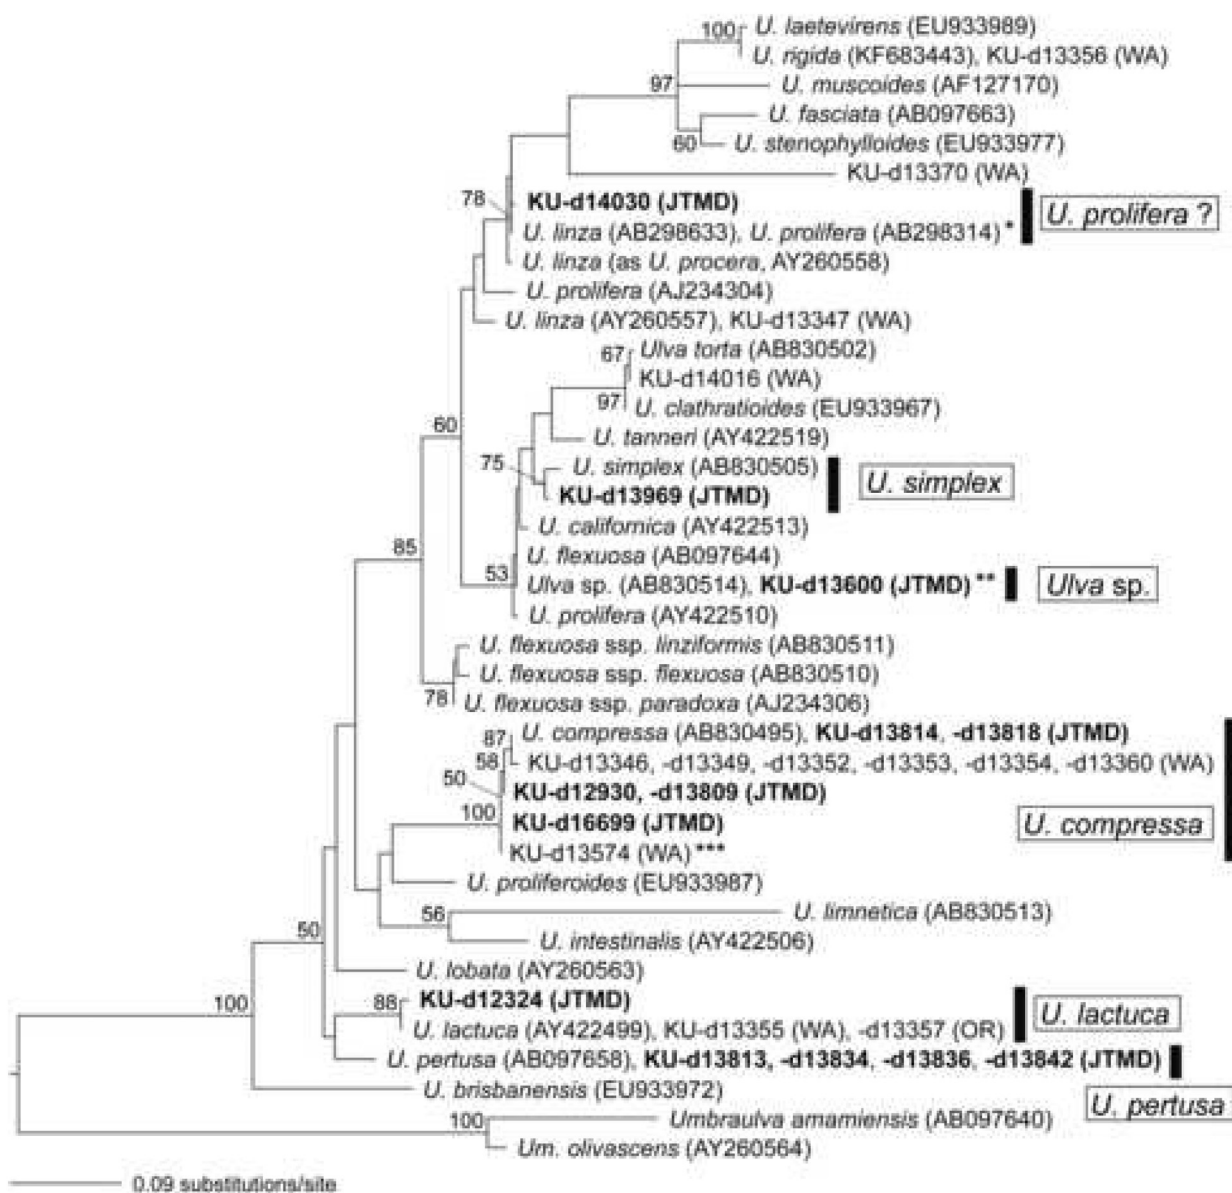 100 U. laetevirens (EU933989)
U. rigida (KF683443), KU-d13356 (WA)
97 U. muscoides (AF127170)
U. fasciata (AB097663)
60 U. stenophylloides (EU933977)
KU-d13370 (WA)
78 KU-d14030 (JTMD)
U. prolifera ?
U. linza (AB298633), U. prolifera (AB298314) *
U. linza (as U. procera, AY260558)
U. prolifera (AJ234304)
U. linza (AY260557), KU-d13347 (WA)
67 Ulva torta (AB830502)
KU-d14016 (WA)
97 U. clathratioides (EU933967)
60 U. tanneri (AY422519)
75 U. simplex (AB830505)
U. simplex
KU-d13969 (JTMD)
U. californica (AY422513)
85 U. flexuosa (AB097644)
53 Ulva sp. (AB830514), KU-d13600 (JTMD) **
Ulva sp.
U. prolifera (AY422510)
U. flexuosa ssp. linziformis (AB830511)
U. flexuosa ssp. flexuosa (AB830510)
78 U. flexuosa ssp. paradoxa (AJ234306)
87 U. compressa (AB830495), KU-d13814, -d13818 (JTMD)
58 KU-d13346, -d13349, -d13352, -d13353, -d13354, -d13360 (WA)
50 KU-d12930, -d13809 (JTMD)
100 KU-d16699 (JTMD)
U. compressa
KU-d13574 (WA) ***
U. proliferoides (EU933987)
56 U. limnetica (AB830513)
50 U. intestinalis (AY422506)
U. lobata (AY260563)
100 88 KU-d12324 (JTMD)
U. lactuca
U. lactuca (AY422499), KU-d13355 (WA), -d13357 (OR)
U. pertusa (AB097658), KU-d13813, -d13834, -d13836, -d13842 (JTMD)
U. brisbanensis (EU933972)
U. pertusa
100 Umbraulva amamiensis (AB097640)
Um. olivascens (AY260564)
0.09 substitutions/site